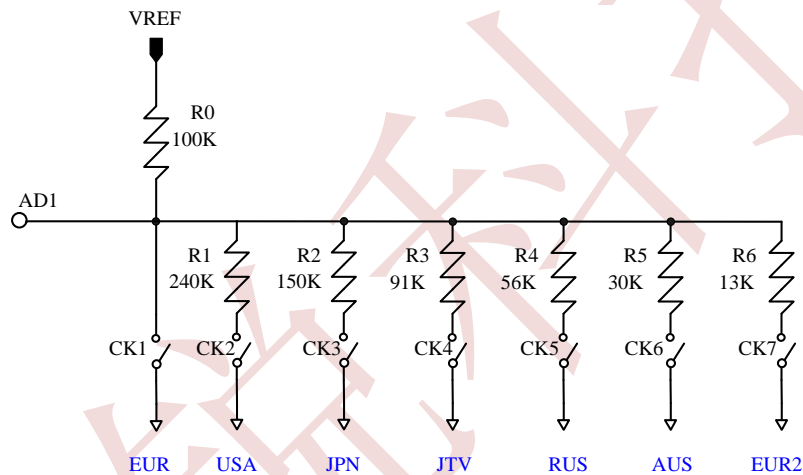 VREF
R0
100K
AD1
R1 R2 R3 R4 R5 R6
240K 150K 91K 56K 30K 13K
CK1 CK2 CK3 CK4 CK5 CK6 CK7
EUR USA JPN JTV RUS AUS EUR2